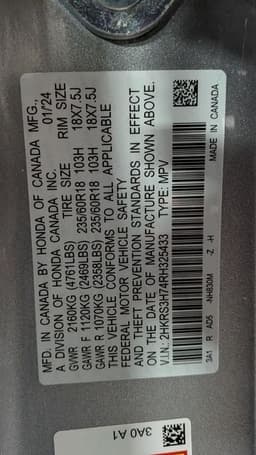 MFD. IN CANADA BY HONDA OF CANADA MFG.,
A DIVISION OF HONDA CANADA INC. 01/'24
TIRE SIZE RIM SIZE
GVWR 2160KG (4761LBS)
GAWR F 1120KG (2469LBS) 235/60R18 103H 18X7.5J
GAWR R 1070KG (2358LBS) 235/60R18 103H 18X7.5J
THIS VEHICLE CONFORMS TO ALL APPLICABLE
FEDERAL MOTOR VEHICLE SAFETY
AND THEFT PREVENTION STANDARDS IN EFFECT
ON THE DATE OF MANUFACTURE SHOWN ABOVE.
V.I.N.: 2HKRS3H74RH325433 TYPE: MPV
3A1 R AD5 -NH830M -Z -H MADE IN CANADA
3A0 A1